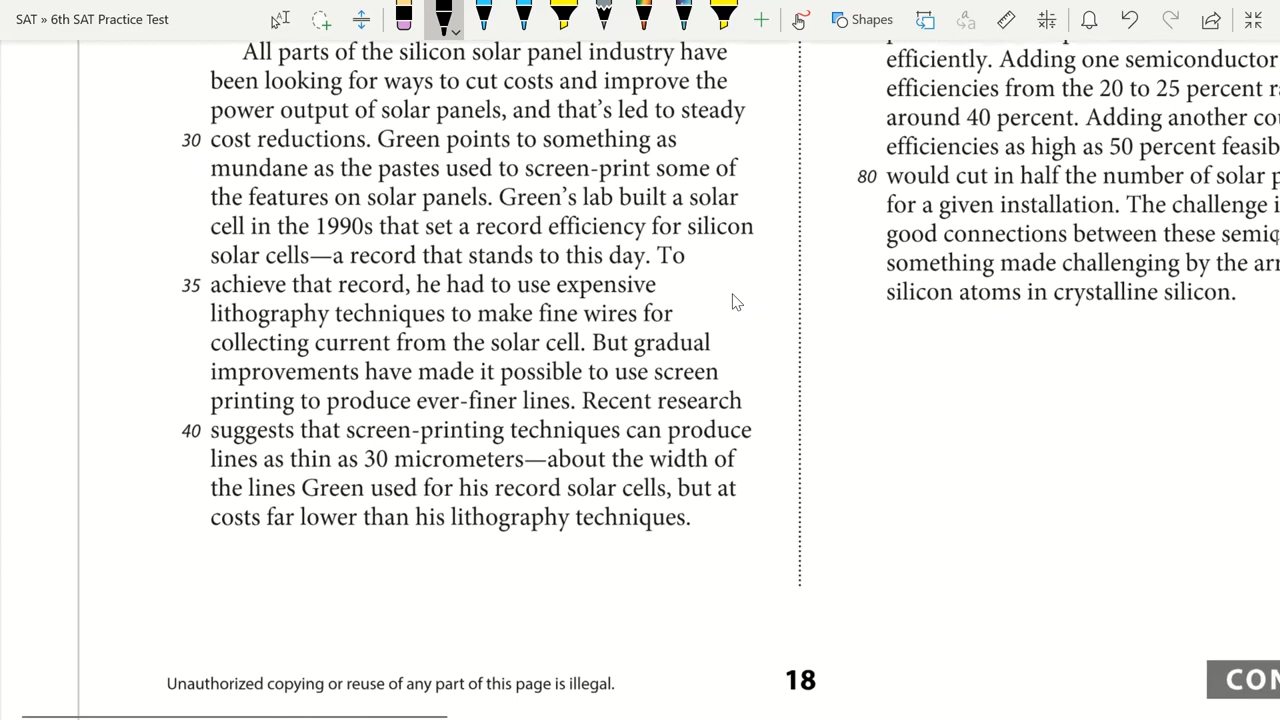 SAT » 6th SAT Practice Test
Shapes
All parts of the silicon solar panel industry have
been looking for ways to cut costs and improve the
power output of solar panels, and that's led to steady
30 cost reductions. Green points to something as
mundane as the pastes used to screen-print some of
the features on solar panels. Green's lab built a solar
cell in the 1990s that set a record efficiency for silicon
solar cells—a record that stands to this day. To
35 achieve that record, he had to use expensive
lithography techniques to make fine wires for
collecting current from the solar cell. But gradual
improvements have made it possible to use screen
printing to produce ever-finer lines. Recent research
40 suggests that screen-printing techniques can produce
lines as thin as 30 micrometers—about the width of
the lines Green used for his record solar cells, but at
costs far lower than his lithography techniques.
efficiently. Adding one semiconductor
efficiencies from the 20 to 25 percent
around 40 percent. Adding another
efficiencies as high as 50 percent
80 would cut in half the number of solar
for a given installation. The challenge
good connections between these
something made challenging by the
silicon atoms in crystalline silicon.
Unauthorized copying or reuse of any part of this page is illegal.
18
CON